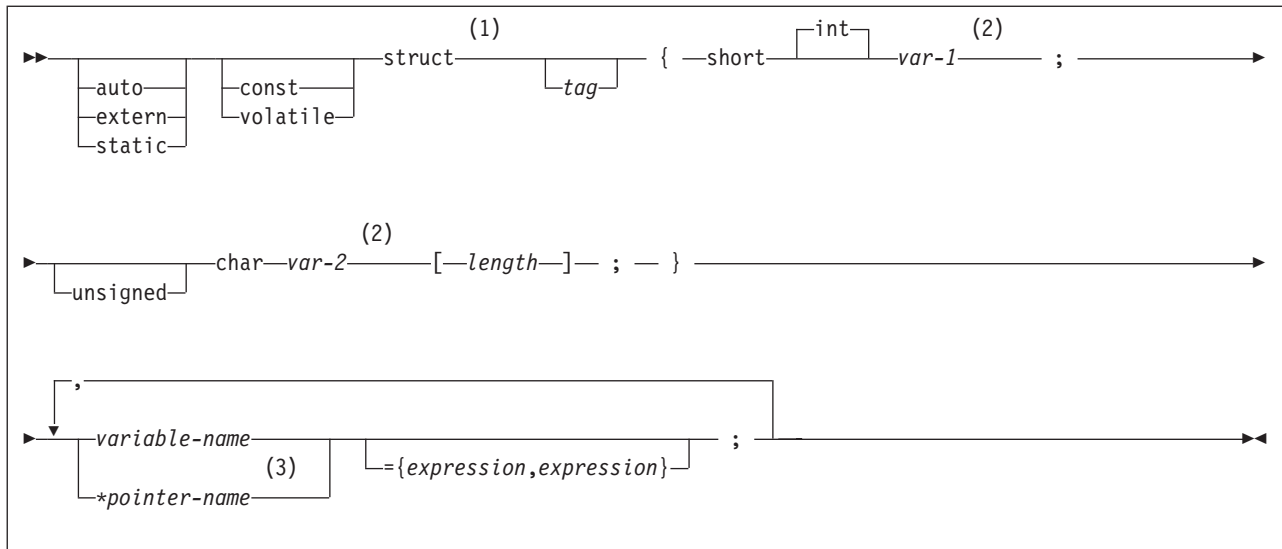 (1) int (2)
struct { short var-1 ;
auto const tag
extern volatile
static
(2)
char var-2 [ length ] ; }
unsigned
,
variable-name ;
(3) ={expression,expression}
*pointer-name